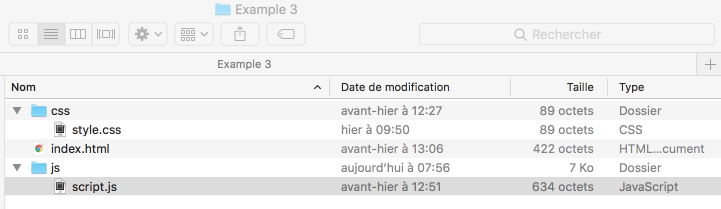 Example 3
Rechercher
Example 3
Nom Date de modification Taille Type
css avant-hier à 12:27 89 octets Dossier
style.css hier à 09:50 89 octets CSS
index.html avant-hier à 13:06 422 octets HTML...cument
js aujourd'hui à 07:56 7 Ko Dossier
script.js avant-hier à 12:51 634 octets JavaScript